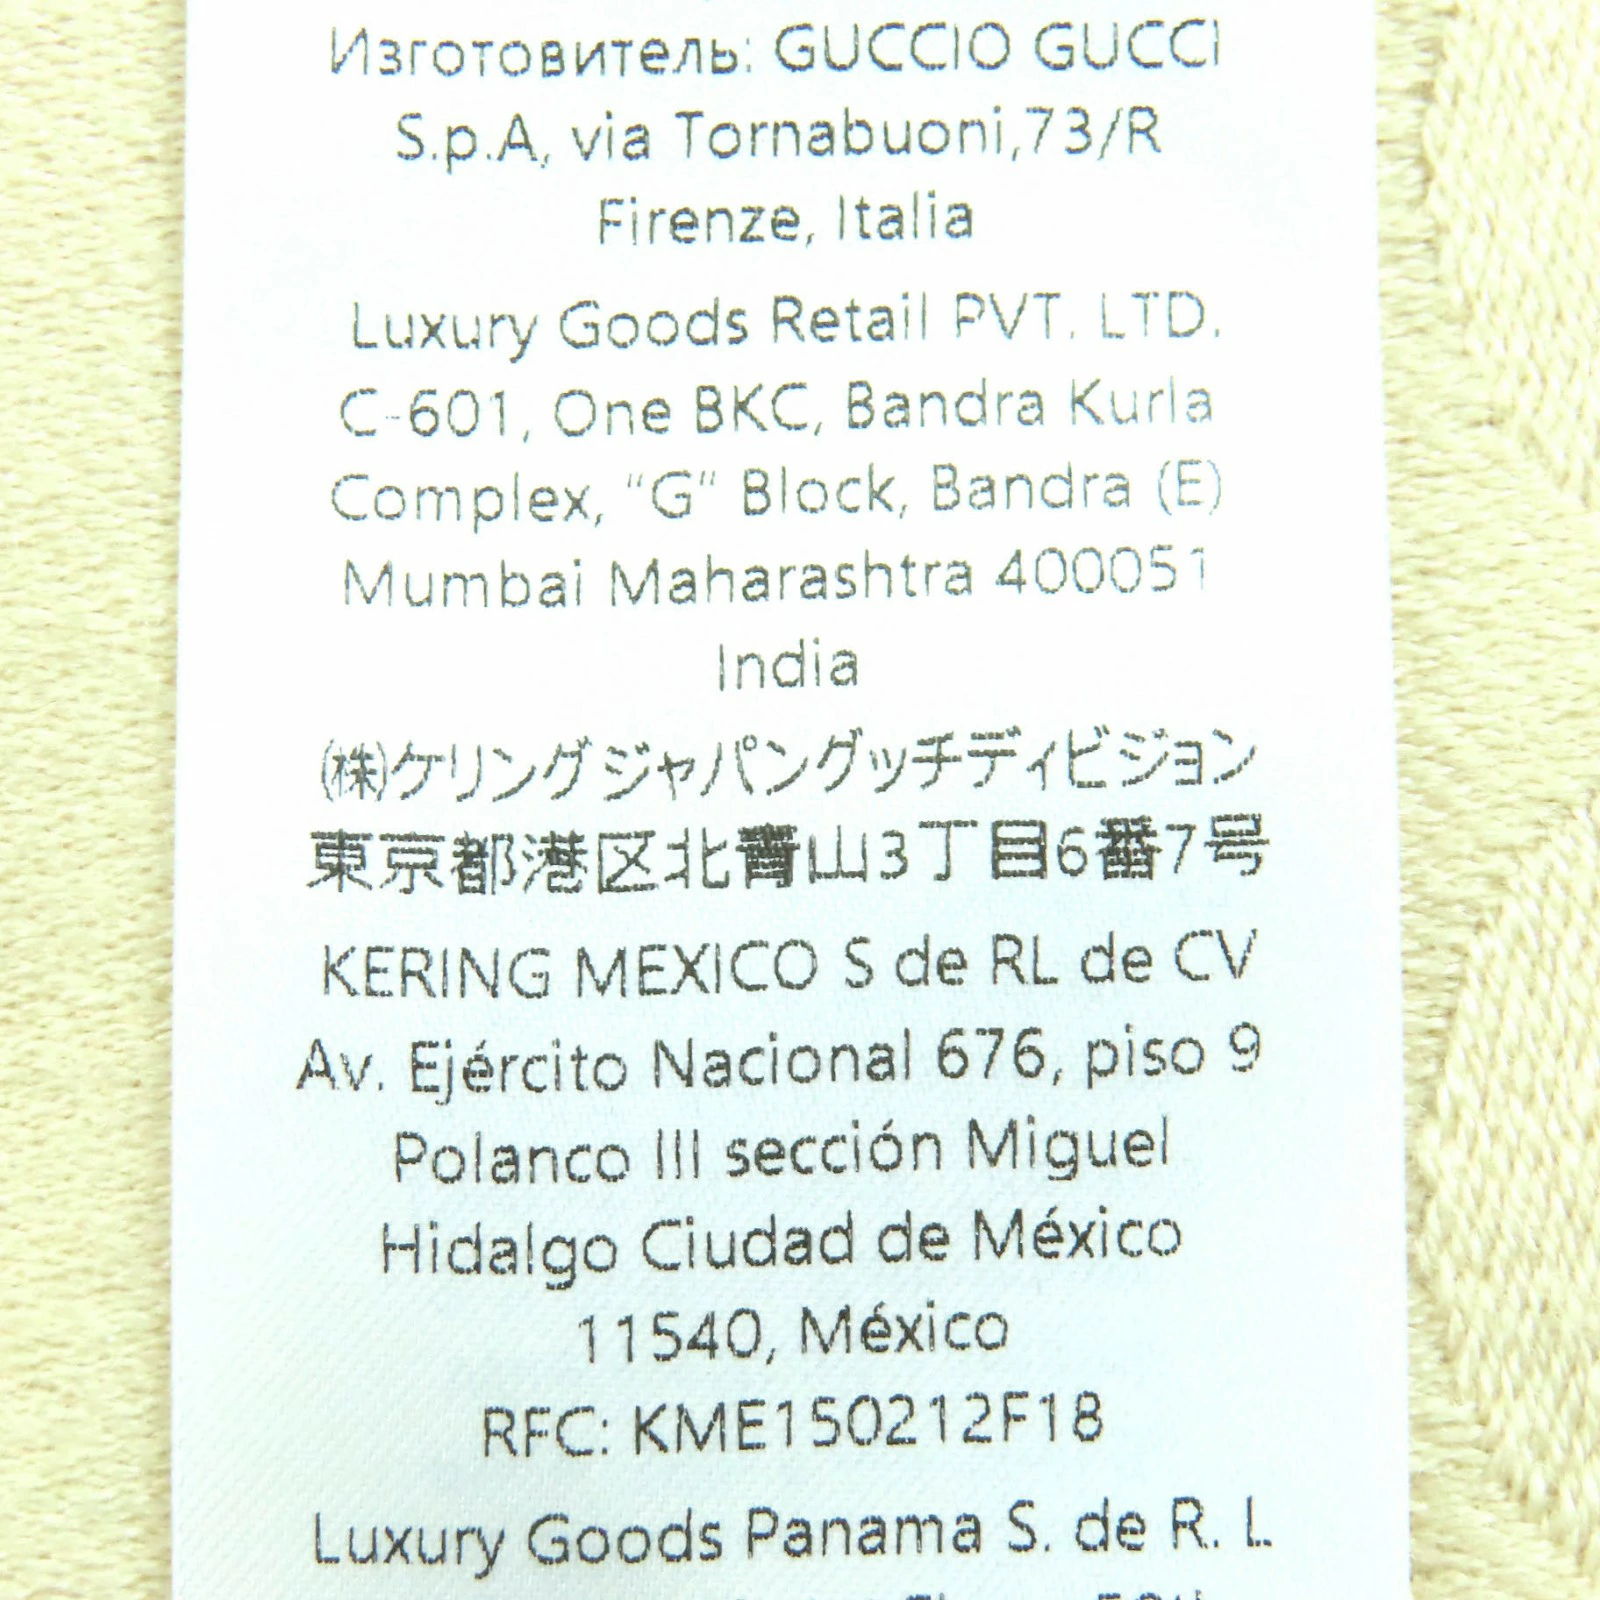 Изготовитель: GUCCIO GUCCI
S.p.A, via Tornabuoni,73/R
Firenze, Italia
Luxury Goods Retail PVT. LTD.
C-601, One BKC, Bandra Kurla
Complex, "G" Block, Bandra (E)
Mumbai Maharashtra 400051
India
㈱ケリングジャパングッチディビジョン
東京都港区北青山3丁目6番7号
KERING MEXICO S de RL de CV
Av. Ejército Nacional 676, piso 9
Polanco III sección Miguel
Hidalgo Ciudad de México
11540, México
RFC: KME150212F18
Luxury Goods Panama S. de R. L